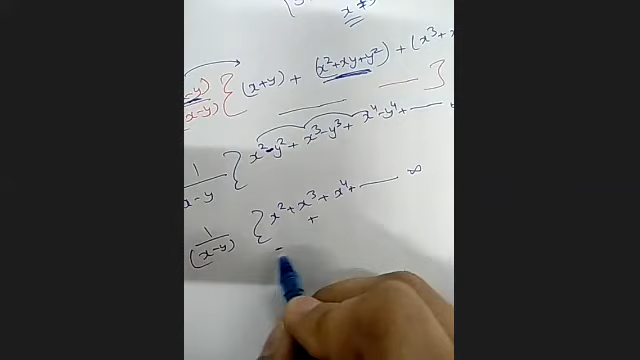 x ≠
(x+y) + (x²+xy+y²) + (x³+x
x-y) { —— —— }
1/x-y { x²-y² + x³-y³ + x⁴-y⁴ + ——
1/(x-y) { x² + x³ + x⁴ + —— ∞
+
-